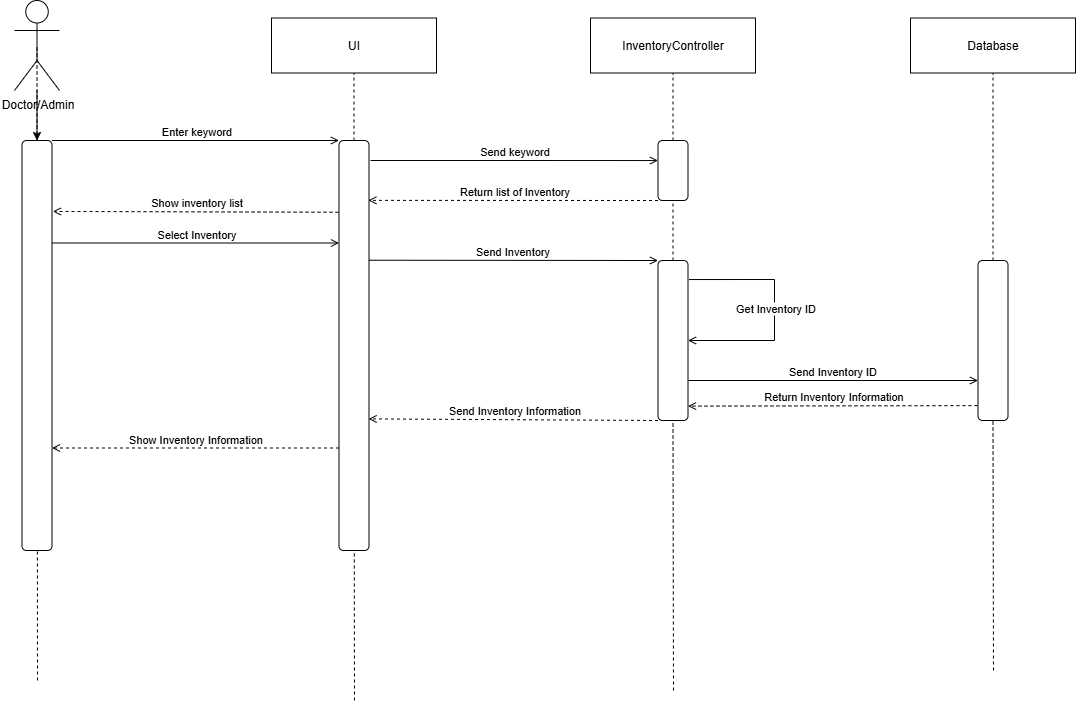 UI
InventoryController
Database
Doctor/Admin
Enter keyword
Send keyword
Return list of Inventory
Show inventory list
Select Inventory
Send Inventory
Get Inventory ID
Send Inventory ID
Return Inventory Information
Send Inventory Information
Show Inventory Information